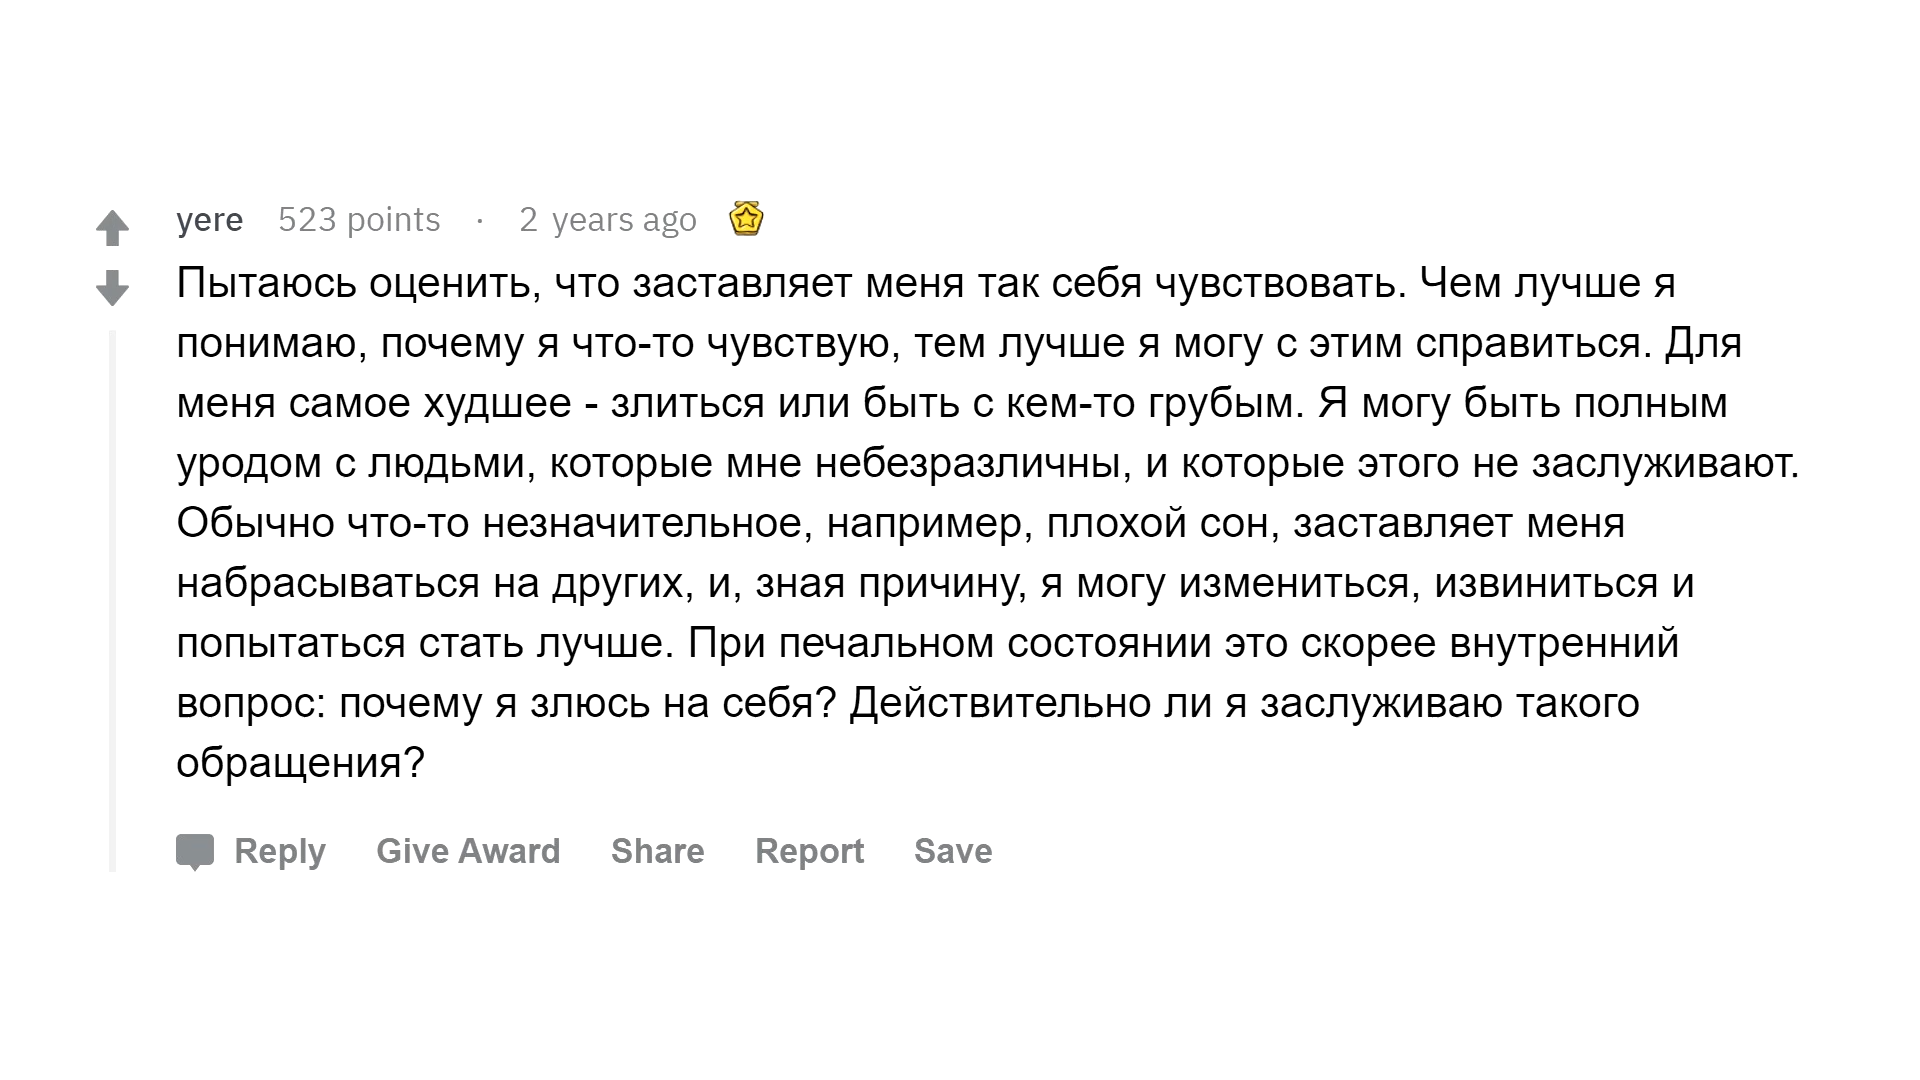 yere 523 points · 2 years ago
Пытаюсь оценить, что заставляет меня так себя чувствовать. Чем лучше я
понимаю, почему я что-то чувствую, тем лучше я могу с этим справиться. Для
меня самое худшее - злиться или быть с кем-то грубым. Я могу быть полным
уродом с людьми, которые мне небезразличны, и которые этого не заслуживают.
Обычно что-то незначительное, например, плохой сон, заставляет меня
набрасываться на других, и, зная причину, я могу измениться, извиниться и
попытаться стать лучше. При печальном состоянии это скорее внутренний
вопрос: почему я злюсь на себя? Действительно ли я заслуживаю такого
обращения?
Reply Give Award Share Report Save